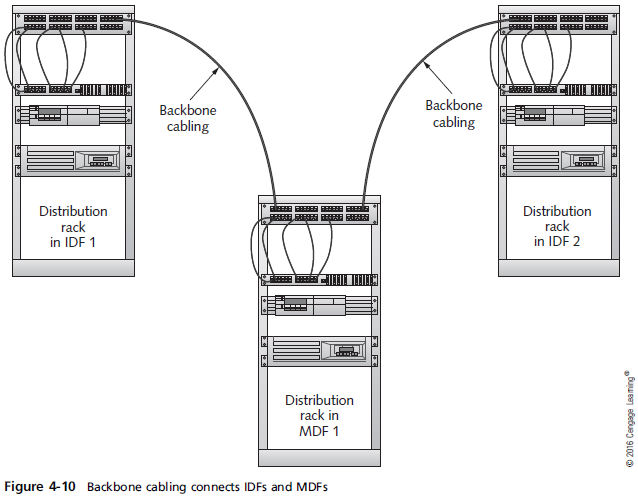 Backbone
cabling
Backbone
cabling
Distribution
rack
in IDF 1
Distribution
rack
in IDF 2
Distribution
rack in
MDF 1
© 2016 Cengage Learning®
Figure 4-10 Backbone cabling connects IDFs and MDFs